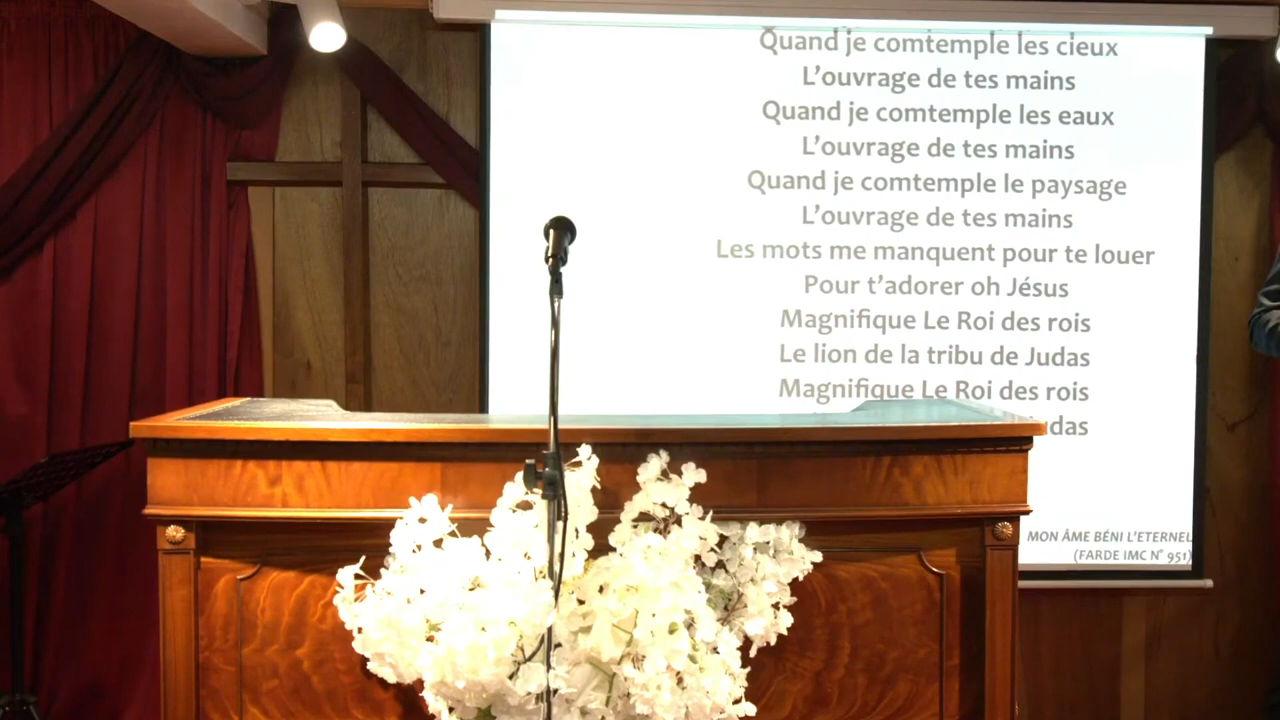 Quand je comtemple les cieux
L'ouvrage de tes mains
Quand je comtemple les eaux
L'ouvrage de tes mains
Quand je comtemple le paysage
L'ouvrage de tes mains
Les mots me manquent pour te louer
Pour t'adorer oh Jésus
Magnifique Le Roi des rois
Le lion de la tribu de Judas
Magnifique Le Roi des rois
MON ÂME BÉNI L'ETERNEL
(FARDE IMC N° 951)